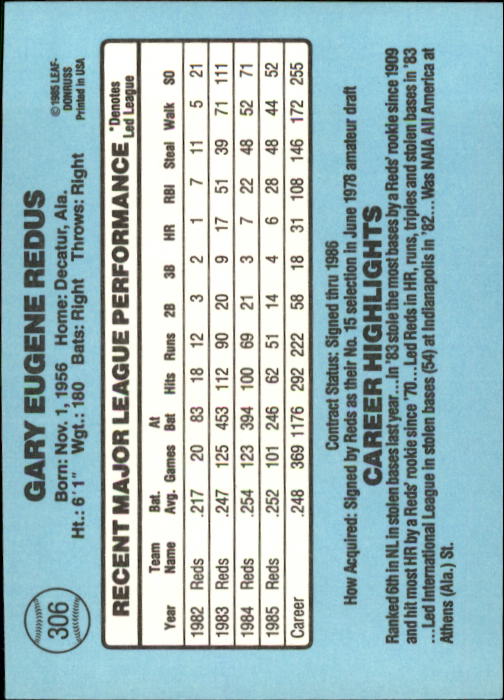 306
GARY EUGENE REDUS
Born: Nov. 1, 1956 Home: Decatur, Ala.
Ht.: 6'1" Wgt.: 180 Bats: Right Throws: Right
©1985 LEAF-
DONRUSS
Printed in USA
RECENT MAJOR LEAGUE PERFORMANCE
*Denotes
Led League
Team Bat. At
Year Name Avg. Games Bat Hits Runs 2B 3B HR RBI Steal Walk SO
1982 Reds .217 20 83 18 12 3 2 1 7 11 5 21
1983 Reds .247 125 453 112 90 20 9 17 51 39 71 111
1984 Reds .254 123 394 100 69 21 3 7 22 48 52 71
1985 Reds .252 101 246 62 51 14 4 6 28 48 44 52
Career .248 369 1176 292 222 58 18 31 108 146 172 255
Contract Status: Signed thru 1986
How Acquired: Signed by Reds as their No. 15 selection in June 1978 amateur draft
CAREER HIGHLIGHTS
Ranked 6th in NL in stolen bases last year...In '83 stole the most bases by a Reds' rookie since 1909
and hit most HR by a Reds' rookie since '70...Led Reds in HR, runs, triples and stolen bases in '83
...Led International League in stolen bases (54) at Indianapolis in '82...Was NAIA All America at
Athens (Ala.) St.